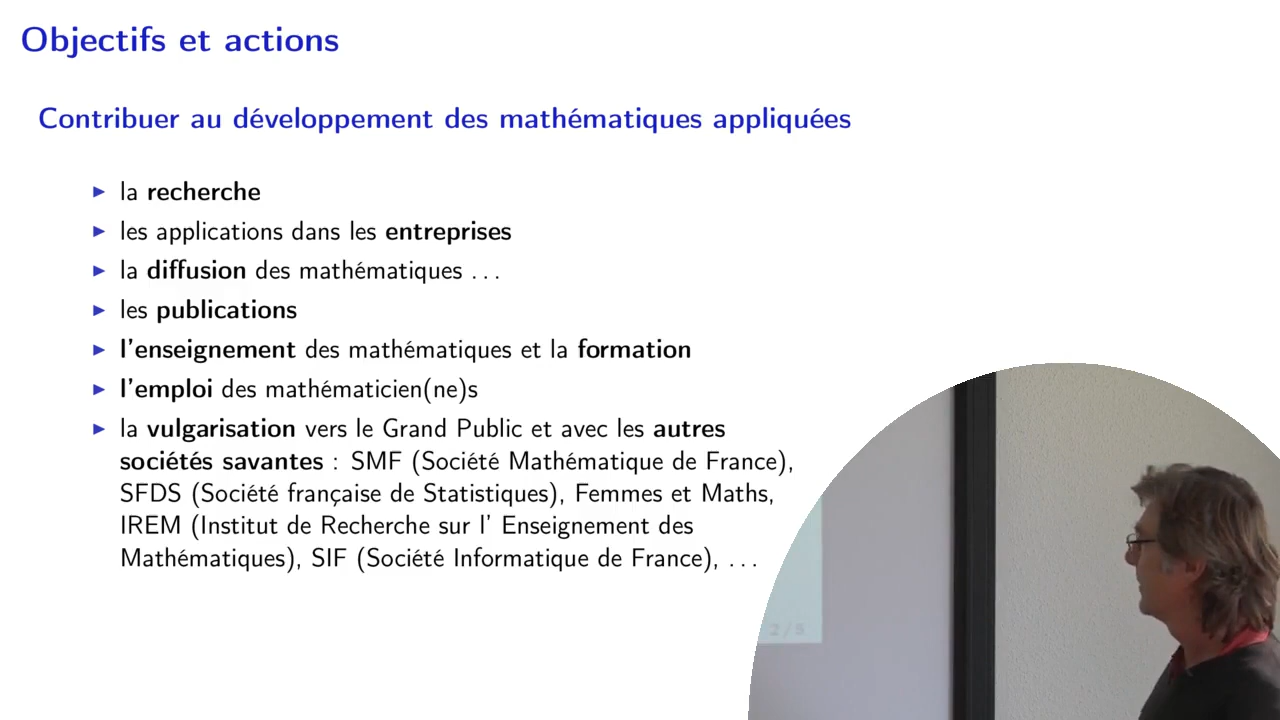 Objectifs et actions
Contribuer au développement des mathématiques appliquées
▶ la recherche
▶ les applications dans les entreprises
▶ la diffusion des mathématiques . . .
▶ les publications
▶ l'enseignement des mathématiques et la formation
▶ l'emploi des mathématicien(ne)s
▶ la vulgarisation vers le Grand Public et avec les autres
sociétés savantes : SMF (Société Mathématique de France),
SFDS (Société française de Statistiques), Femmes et Maths,
IREM (Institut de Recherche sur l' Enseignement des
Mathématiques), SIF (Société Informatique de France), . . .
2/5